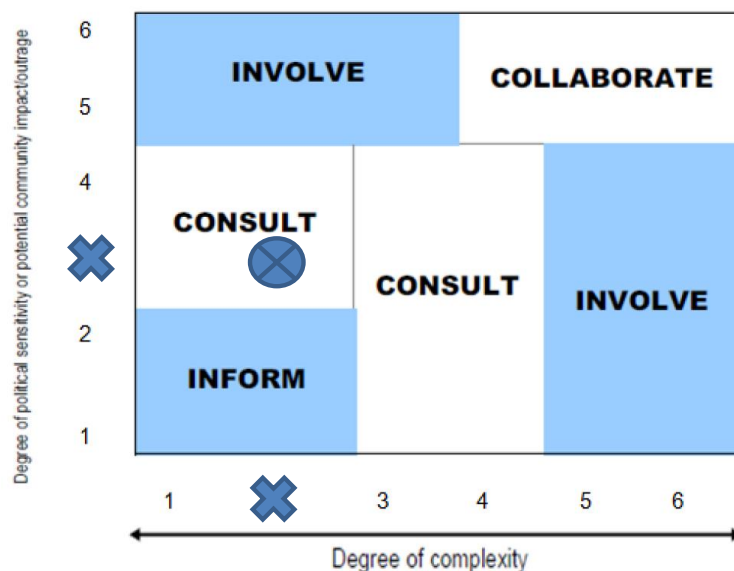 Degree of political sensitivity or potential community impact/outrage
6
INVOLVE
COLLABORATE
5
4
CONSULT
CONSULT
INVOLVE
2
INFORM
1
1 3 4 5 6
Degree of complexity